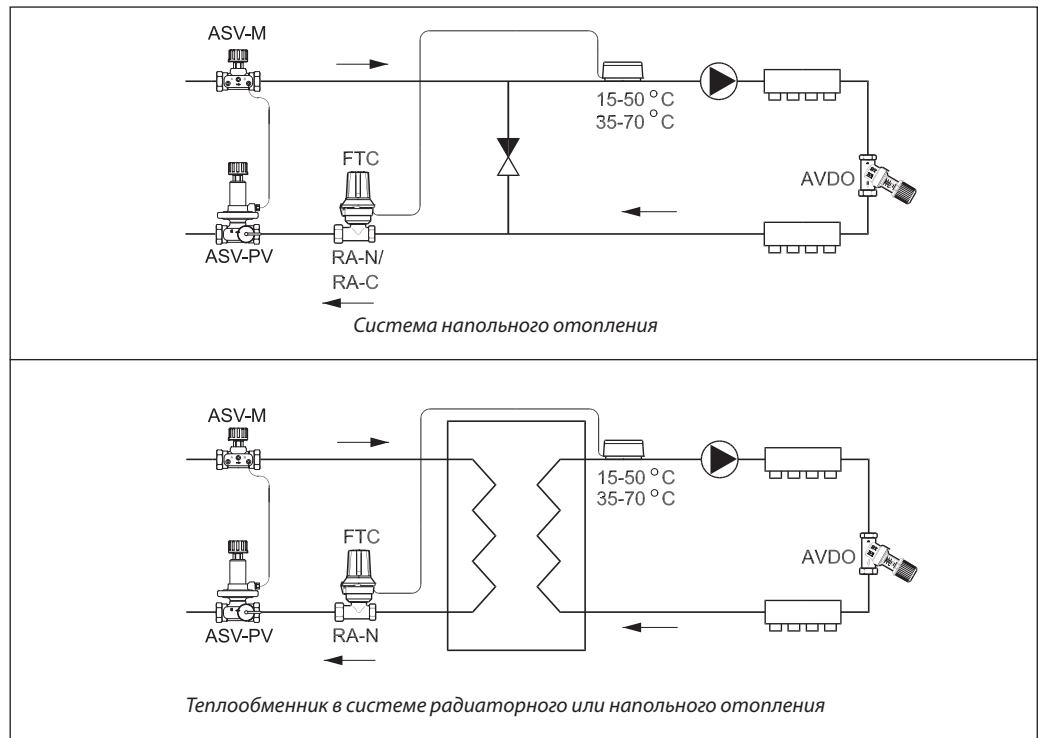 ASV-M
15-50 °C
35-70 °C
FTC
AVDO
ASV-PV
RA-N/
RA-C
Система напольного отопления
ASV-M
15-50 °C
35-70 °C
FTC
AVDO
ASV-PV
RA-N
Теплообменник в системе радиаторного или напольного отопления